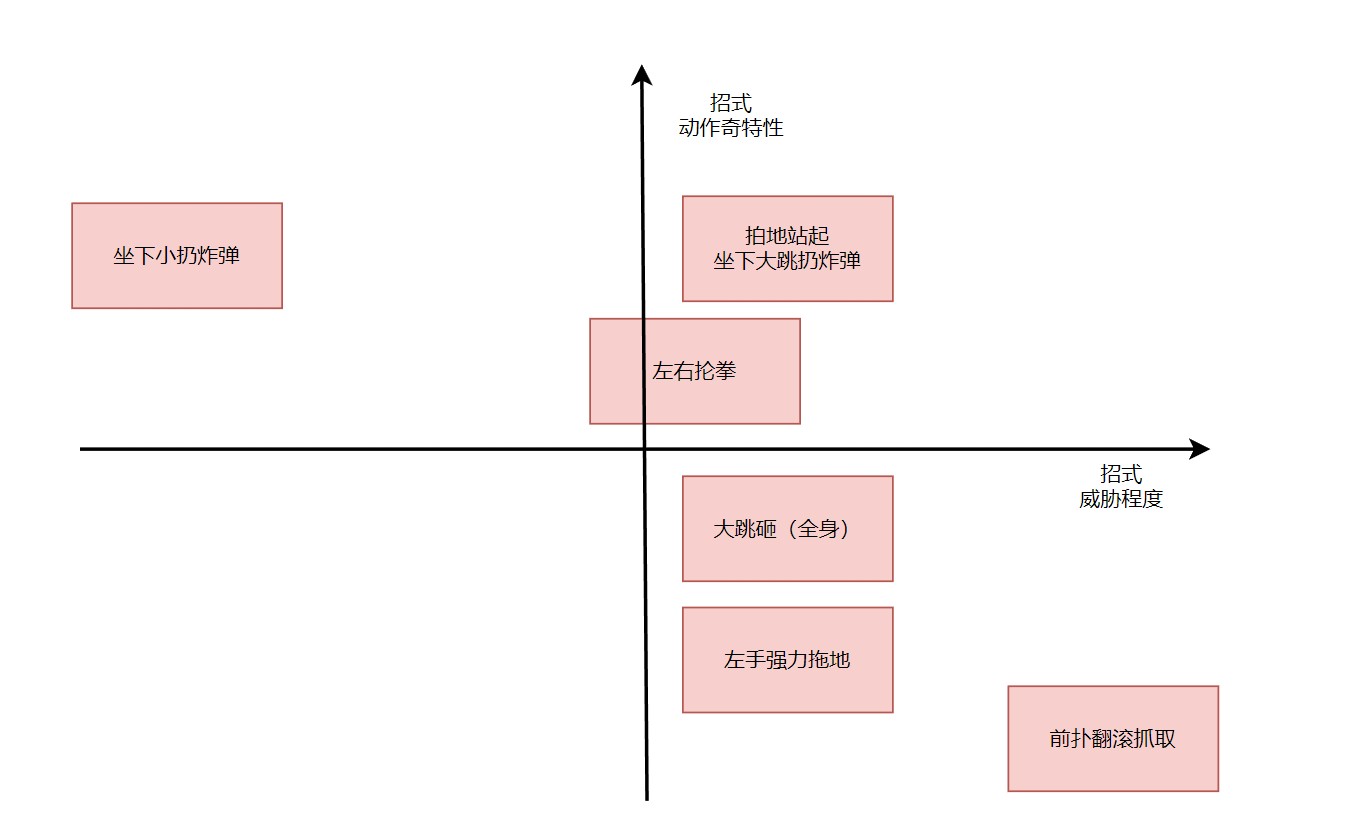 招式
动作奇特性
坐下小扔炸弹
拍地站起
坐下大跳扔炸弹
左右抡拳
招式
威胁程度
大跳砸（全身）
左手强力拖地
前扑翻滚抓取